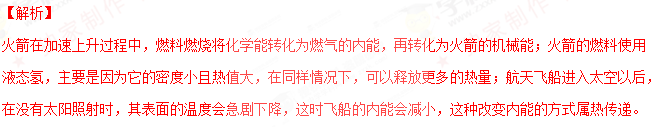 【解析】
火箭在加速上升过程中，燃料燃烧将化学能转化为燃气的内能，再转化为火箭的机械能；火箭的燃料使用
液态氢，主要是因为它的密度小且热值大，在同样情况下，可以释放更多的热量；航天飞船进入太空以后，
在没有太阳照射时，其表面的温度会急剧下降，这时飞船的内能会减小，这种改变内能的方式属热传递。